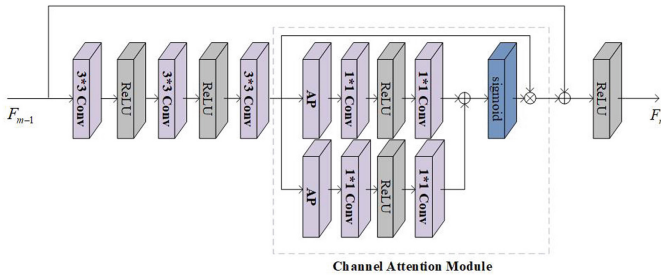 F_{m-1}
3*3 Conv
ReLU
3*3 Conv
ReLU
3*3 Conv
AP
1*1 Conv
ReLU
1*1 Conv
sigmoid
ReLU
AP
1*1 Conv
ReLU
1*1 Conv
Channel Attention Module